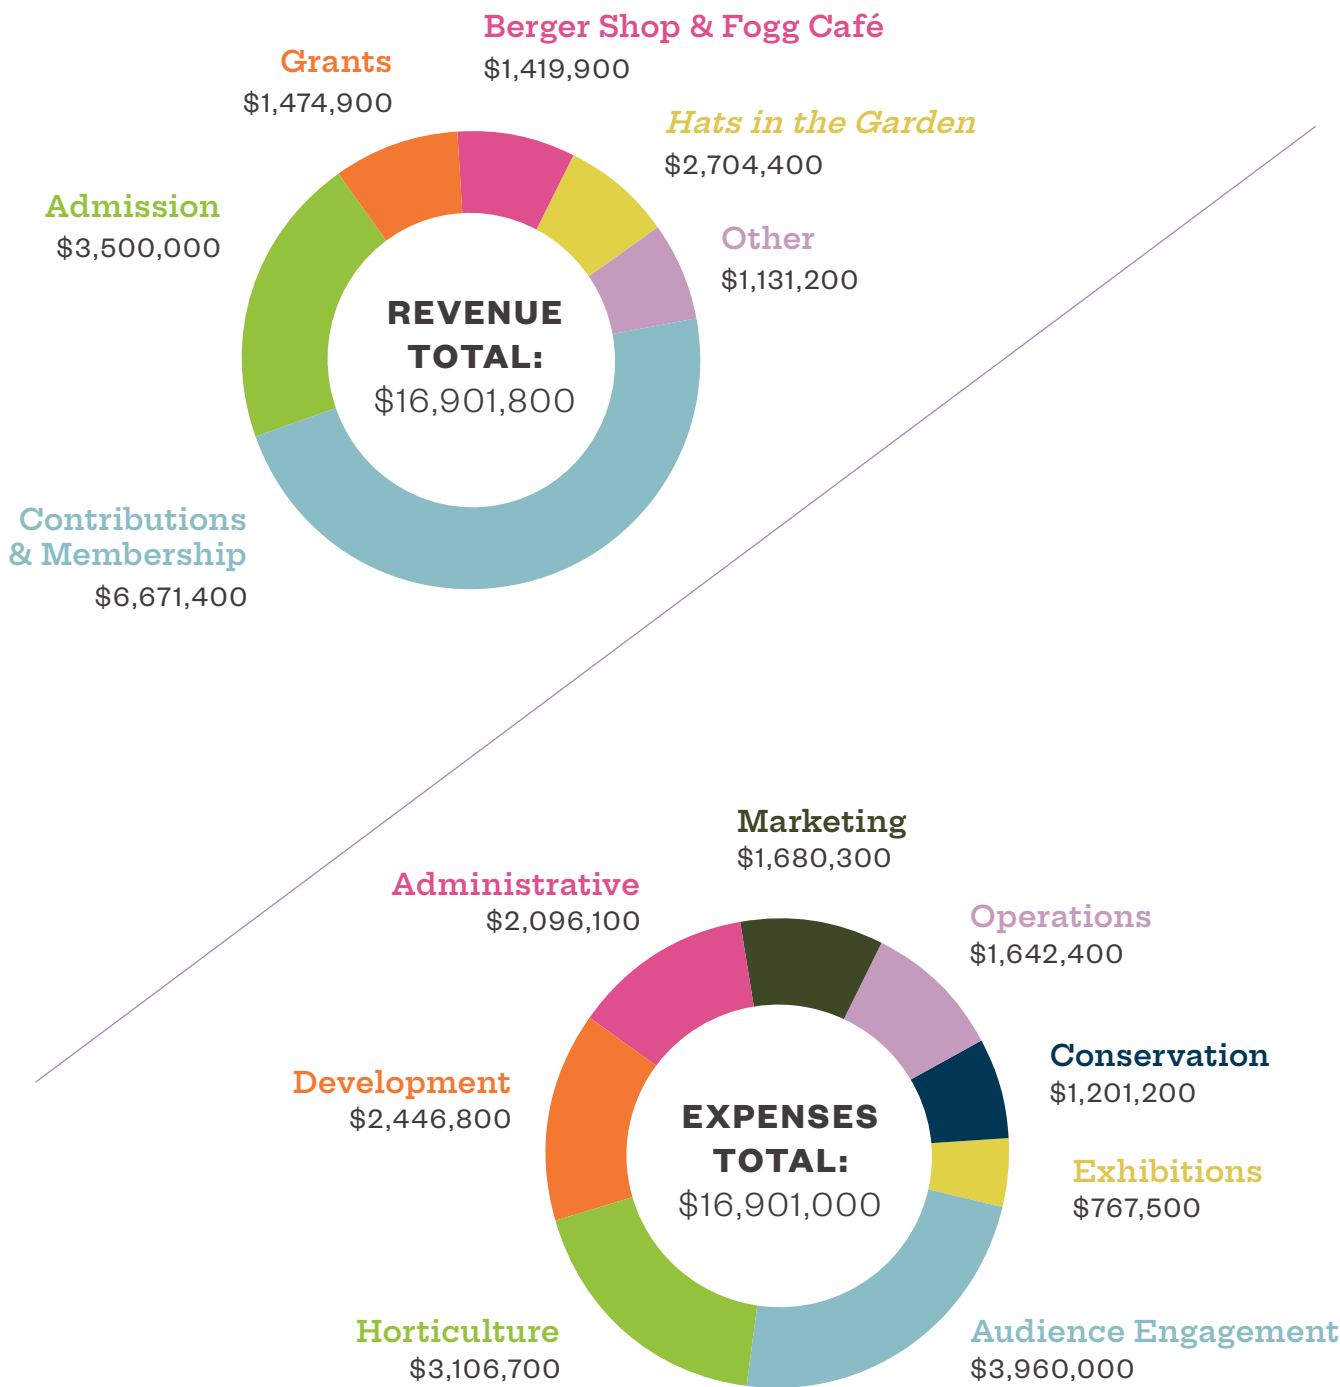 Berger Shop & Fogg Café
$1,419,900
Grants
$1,474,900
Hats in the Garden
$2,704,400
Admission
$3,500,000
Other
$1,131,200
REVENUE
TOTAL:
$16,901,800
Contributions
& Membership
$6,671,400
Marketing
$1,680,300
Administrative
$2,096,100
Operations
$1,642,400
Conservation
$1,201,200
Development
$2,446,800
EXPENSES
TOTAL:
$16,901,000
Exhibitions
$767,500
Horticulture
$3,106,700
Audience Engagement
$3,960,000